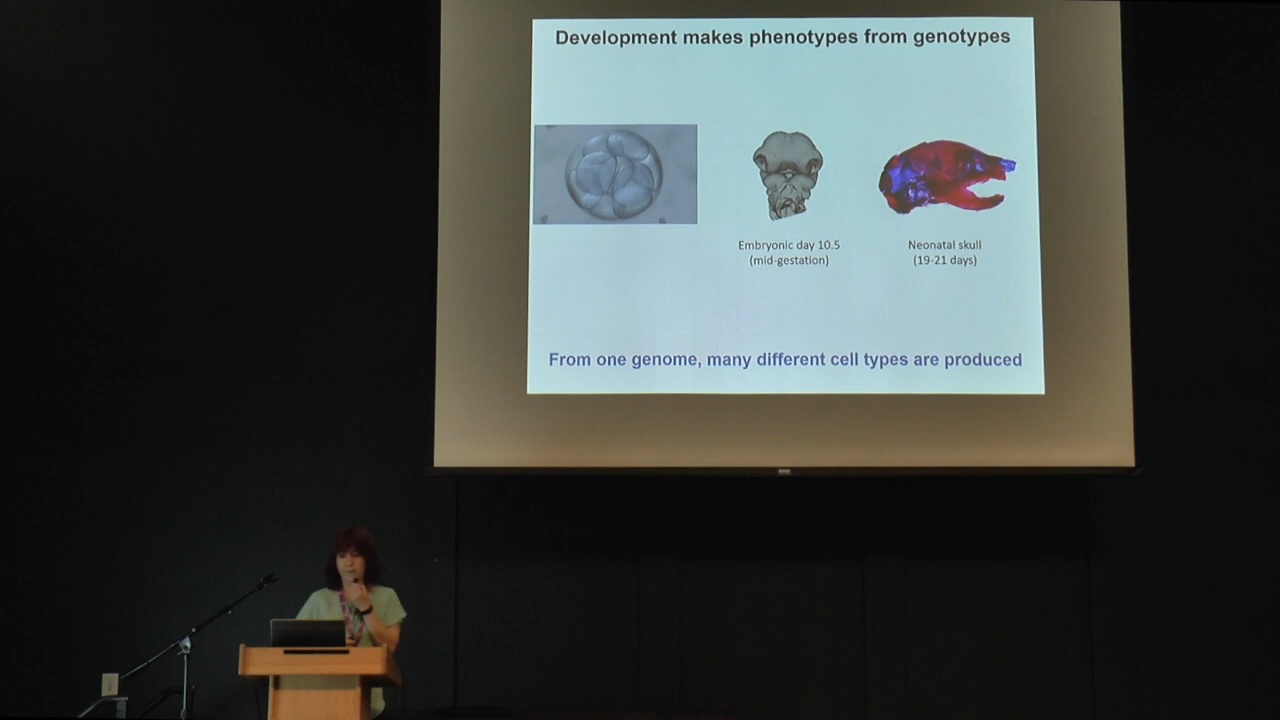 Development makes phenotypes from genotypes
Embryonic day 10.5
(mid-gestation)
Neonatal skull
(19-21 days)
From one genome, many different cell types are produced